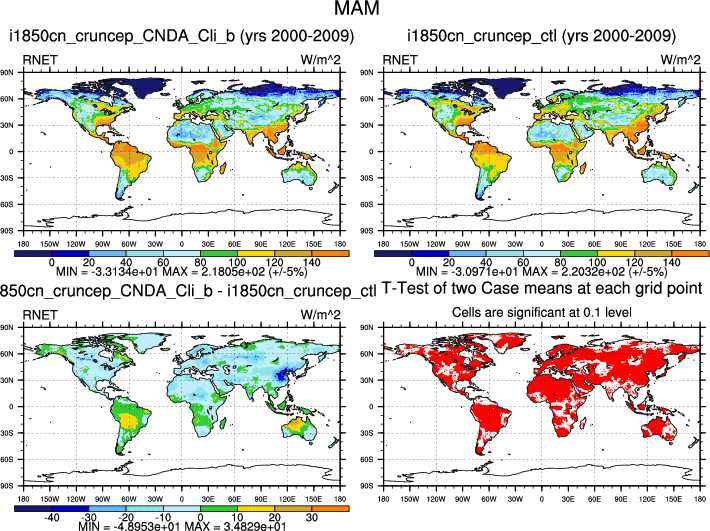 MAM
i1850cn_cruncep_CNDA_Cli_b (yrs 2000-2009)
i1850cn_cruncep_ctl (yrs 2000-2009)
RNET W/m^2
RNET W/m^2
90N 90N
60N 60N
30N 30N
0 0
30S 30S
60S 60S
90S 90S
180 150W 120W 90W 60W 30W 0 30E 60E 90E 120E 150E 180
180 150W 120W 90W 60W 30W 0 30E 60E 90E 120E 150E 180
0 20 40 60 80 100 120 140
0 20 40 60 80 100 120 140
MIN = -3.3134e+01 MAX = 2.1805e+02 (+/-5%)
MIN = -3.0971e+01 MAX = 2.2032e+02 (+/-5%)
850cn_cruncep_CNDA_Cli_b - i1850cn_cruncep_ctl
T-Test of two Case means at each grid point
RNET W/m^2
Cells are significant at 0.1 level
90N 90N
60N 60N
30N 30N
0 0
30S 30S
60S 60S
90S 90S
180 150W 120W 90W 60W 30W 0 30E 60E 90E 120E 150E 180
180 150W 120W 90W 60W 30W 0 30E 60E 90E 120E 150E 180
-40 -30 -20 -10 0 10 20 30
MIN = -4.8953e+01 MAX = 3.4829e+01